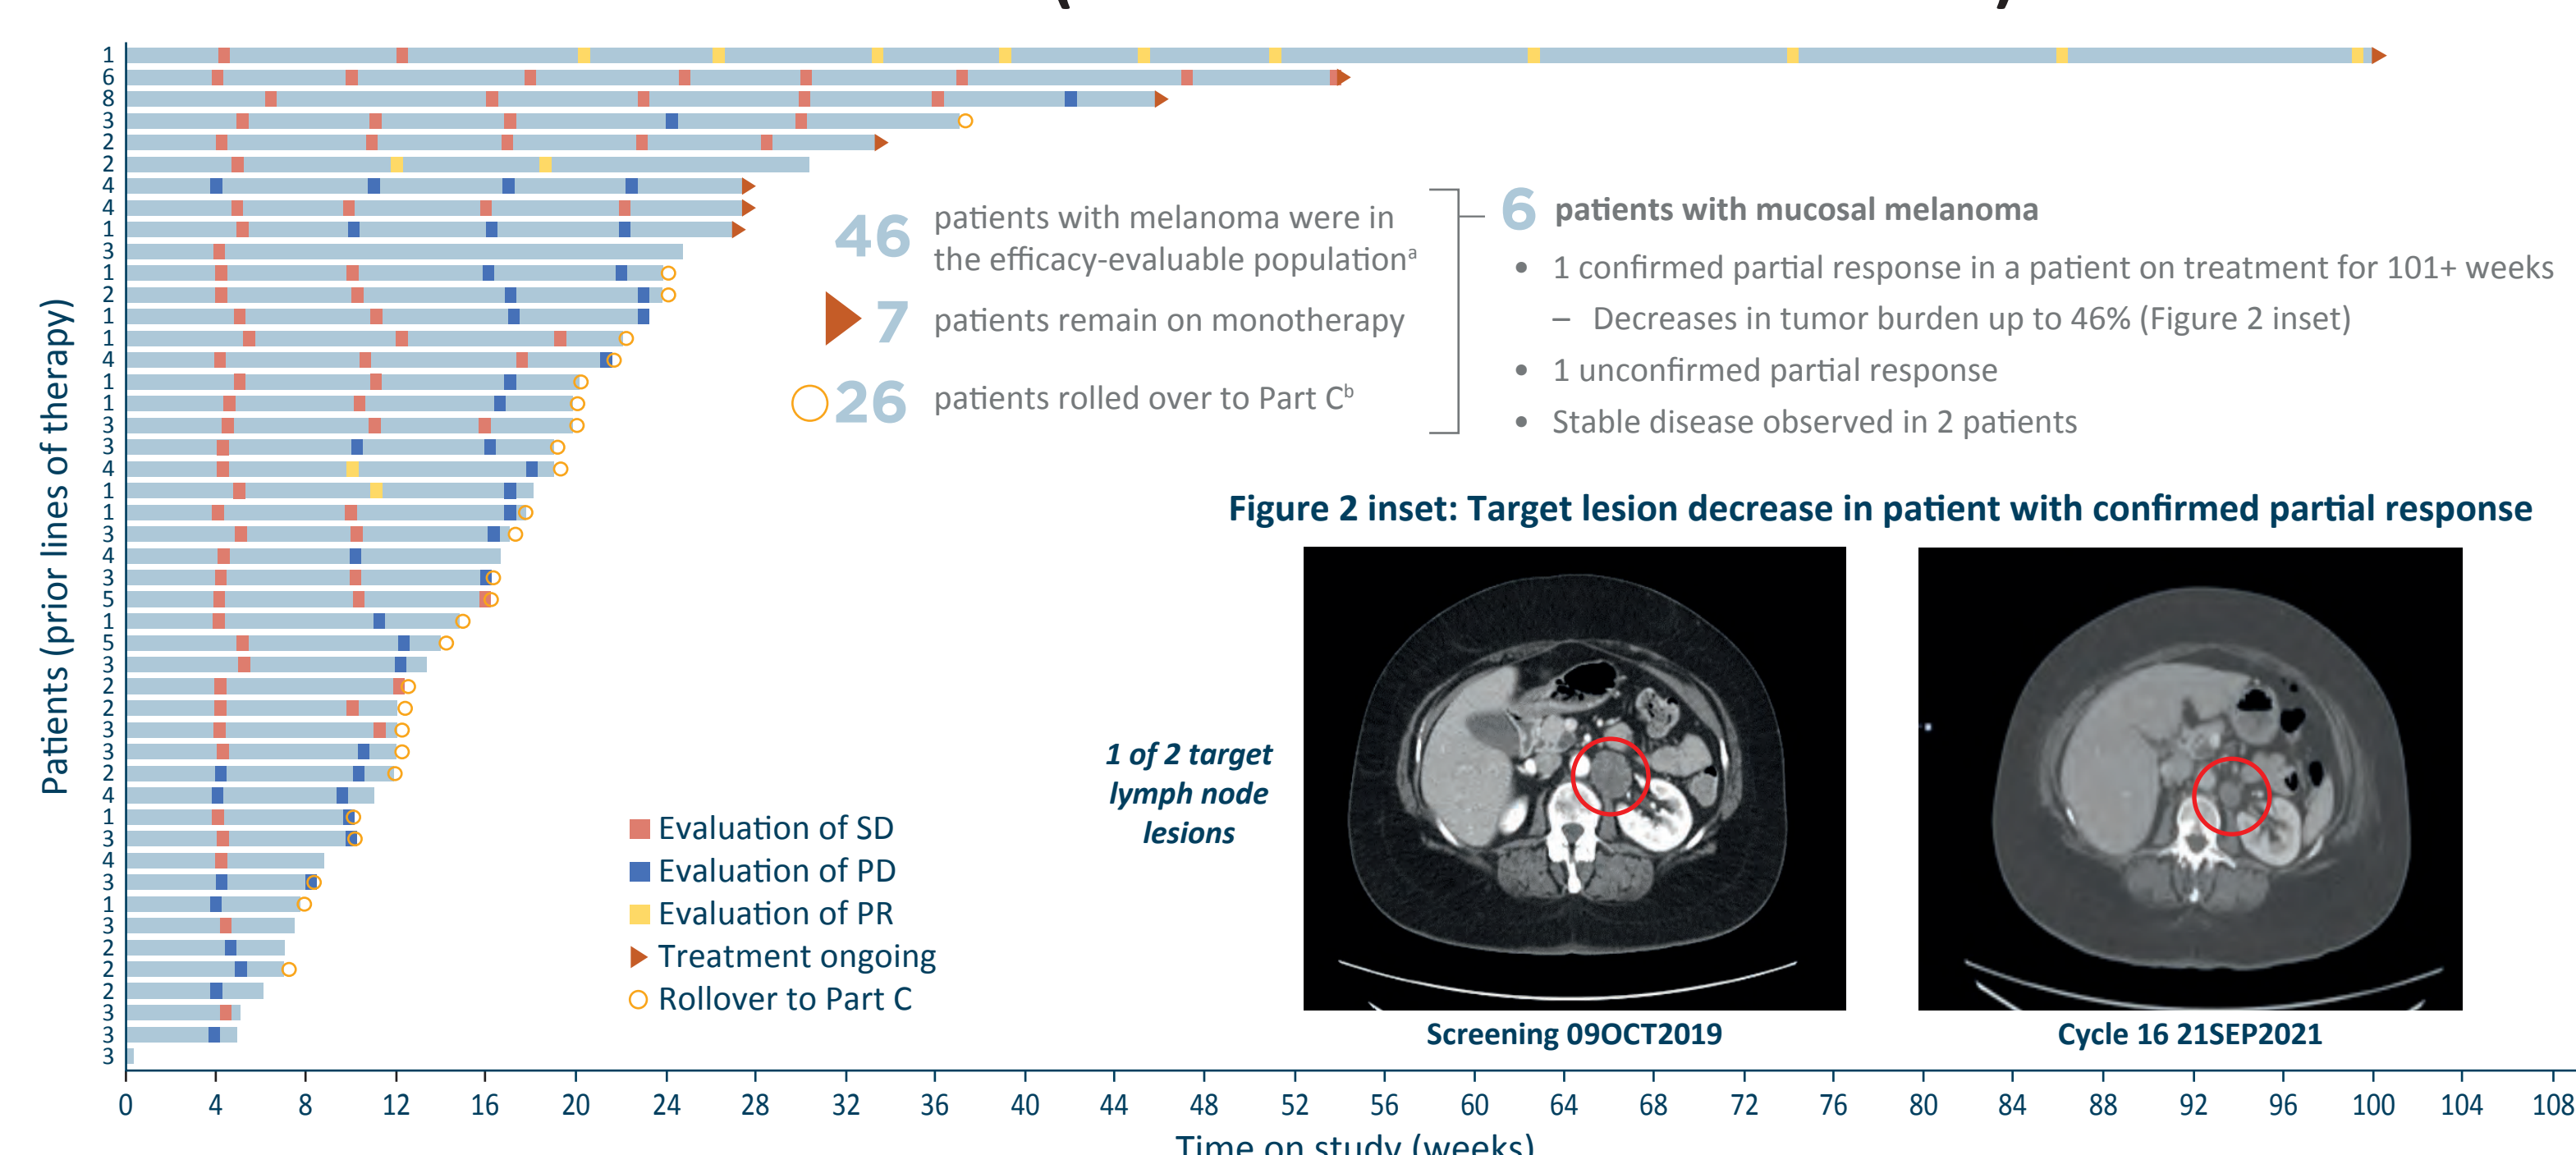 Patients (prior lines of therapy)
1
6
8
3
2
2
4
4
1
3
1
2
1
1
4
1
1
3
3
4
1
1
3
4
3
5
1
5
3
2
2
3
3
2
4
1
3
4
3
1
3
2
2
2
3
3
3
46 patients with melanoma were in
the efficacy-evaluable populationᵃ
7 patients remain on monotherapy
26 patients rolled over to Part Cᵇ
6 patients with mucosal melanoma
• 1 confirmed partial response in a patient on treatment for 101+ weeks
– Decreases in tumor burden up to 46% (Figure 2 inset)
• 1 unconfirmed partial response
• Stable disease observed in 2 patients
Figure 2 inset: Target lesion decrease in patient with confirmed partial response
1 of 2 target
lymph node
lesions
Screening 09OCT2019
Cycle 16 21SEP2021
Evaluation of SD
Evaluation of PD
Evaluation of PR
Treatment ongoing
Rollover to Part C
0 4 8 12 16 20 24 28 32 36 40 44 48 52 56 60 64 68 72 76 80 84 88 92 96 100 104 108
Time on study (weeks)